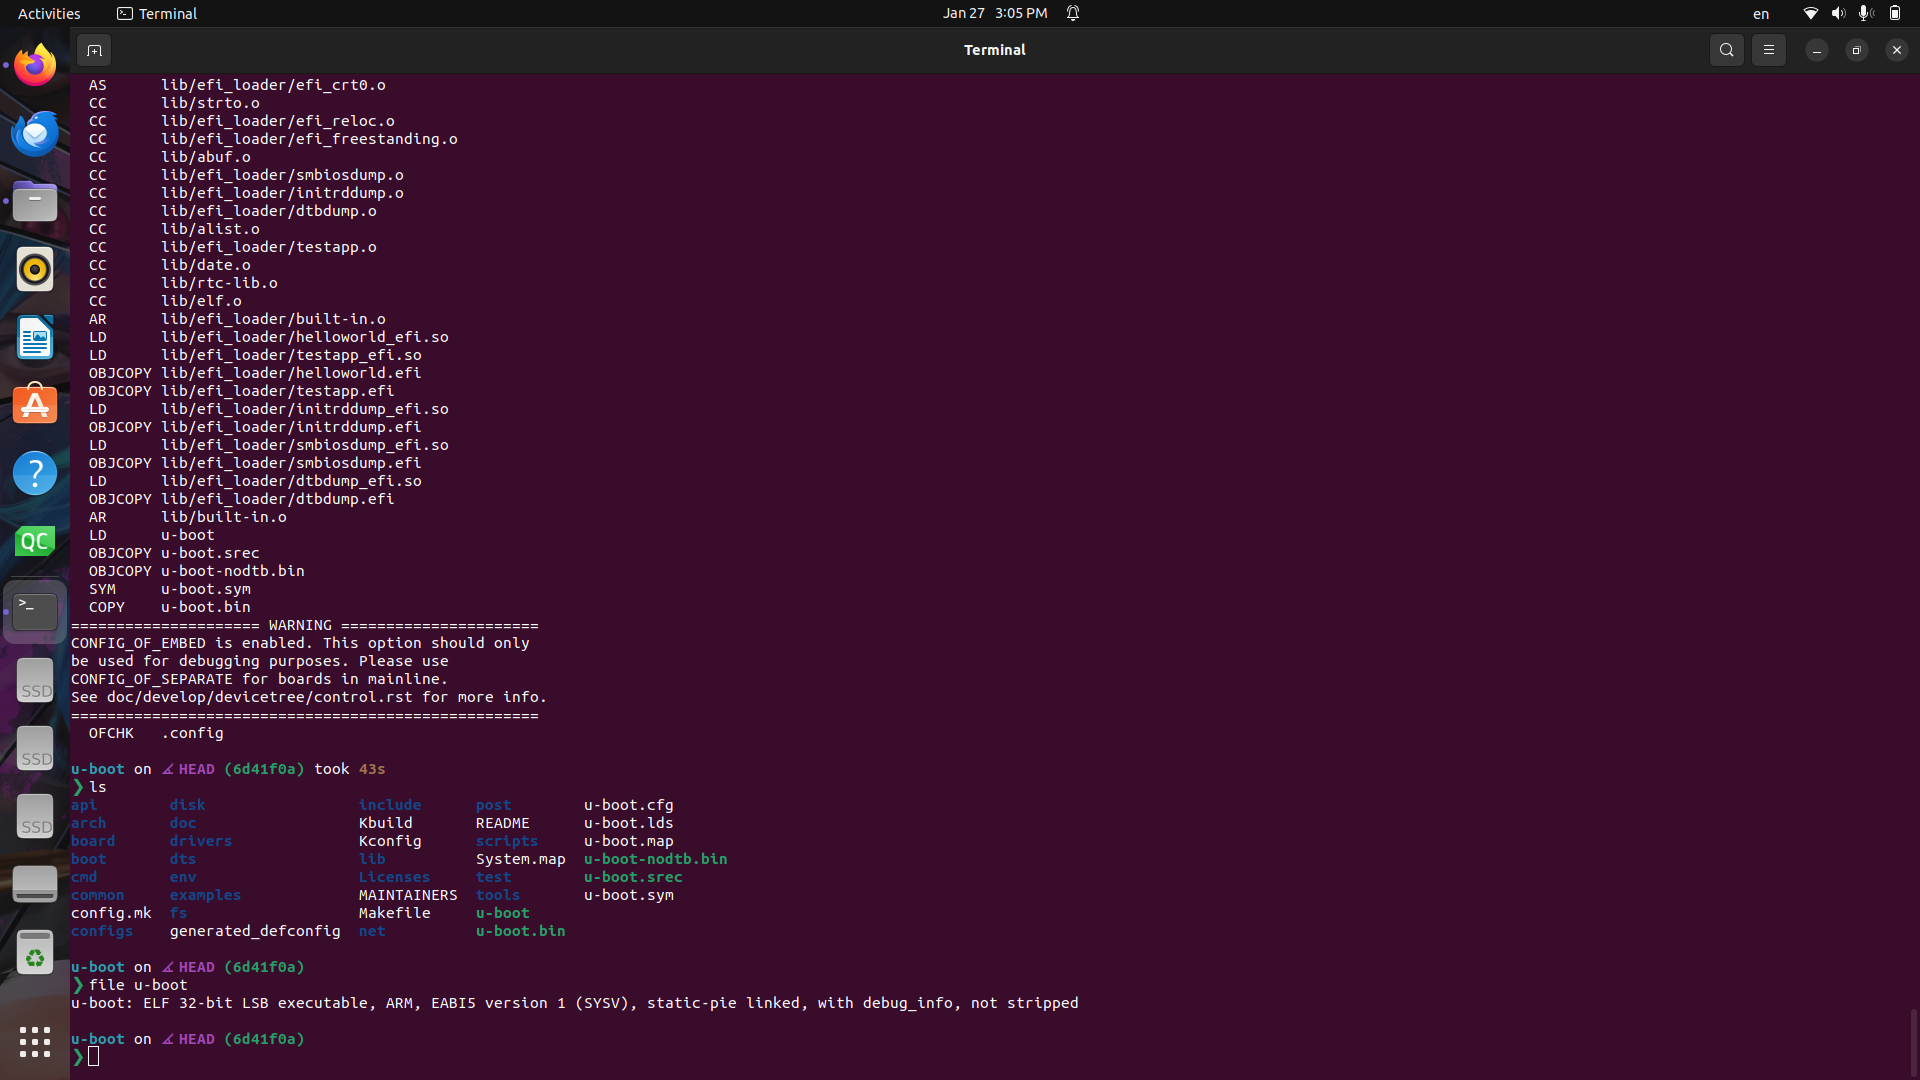 Activities
Terminal
Jan 27 3:05 PM
en
Terminal
AS lib/efi_loader/efi_crt0.o
CC lib/strto.o
CC lib/efi_loader/efi_reloc.o
CC lib/efi_loader/efi_freestanding.o
CC lib/abuf.o
CC lib/efi_loader/smbiosdump.o
CC lib/efi_loader/initrddump.o
CC lib/efi_loader/dtbdump.o
CC lib/alist.o
CC lib/efi_loader/testapp.o
CC lib/date.o
CC lib/rtc-lib.o
CC lib/elf.o
AR lib/efi_loader/built-in.o
LD lib/efi_loader/helloworld_efi.so
LD lib/efi_loader/testapp_efi.so
OBJCOPY lib/efi_loader/helloworld.efi
OBJCOPY lib/efi_loader/testapp.efi
LD lib/efi_loader/initrddump_efi.so
OBJCOPY lib/efi_loader/initrddump.efi
LD lib/efi_loader/smbiosdump_efi.so
OBJCOPY lib/efi_loader/smbiosdump.efi
LD lib/efi_loader/dtbdump_efi.so
OBJCOPY lib/efi_loader/dtbdump.efi
AR lib/built-in.o
LD u-boot
OBJCOPY u-boot.srec
OBJCOPY u-boot-nodtb.bin
SYM u-boot.sym
COPY u-boot.bin
===================== WARNING ======================
CONFIG_OF_EMBED is enabled. This option should only
be used for debugging purposes. Please use
CONFIG_OF_SEPARATE for boards in mainline.
See doc/develop/devicetree/control.rst for more info.
====================================================
OFCHK .config
u-boot on HEAD (6d41f0a) took 43s
❯ ls
api disk include post u-boot.cfg
arch doc Kbuild README u-boot.lds
board drivers Kconfig scripts u-boot.map
boot dts lib System.map u-boot-nodtb.bin
cmd env Licenses test u-boot.srec
common examples MAINTAINERS tools u-boot.sym
config.mk fs Makefile u-boot
configs generated_defconfig net u-boot.bin
u-boot on HEAD (6d41f0a)
❯ file u-boot
u-boot: ELF 32-bit LSB executable, ARM, EABI5 version 1 (SYSV), static-pie linked, with debug_info, not stripped
u-boot on HEAD (6d41f0a)
❯
QC
SSD
SSD
SSD